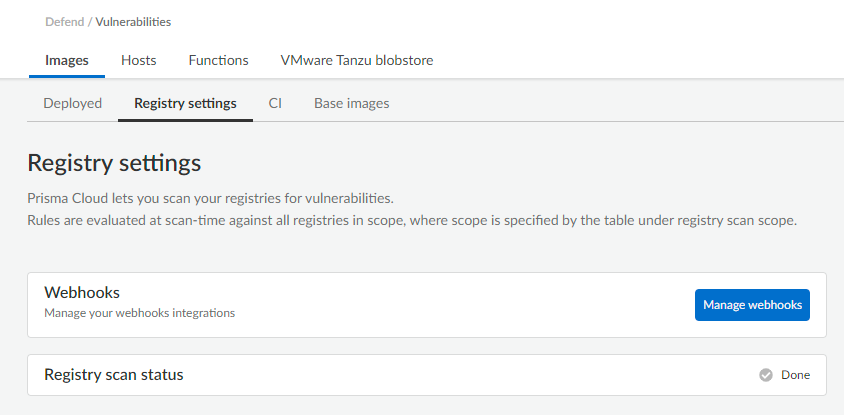 Defend / Vulnerabilities
Images Hosts Functions VMware Tanzu blobstore
Deployed Registry settings CI Base images
Registry settings
Prisma Cloud lets you scan your registries for vulnerabilities.
Rules are evaluated at scan-time against all registries in scope, where scope is specified by the table under registry scan scope.
Webhooks
Manage your webhooks integrations
Manage webhooks
Registry scan status
Done